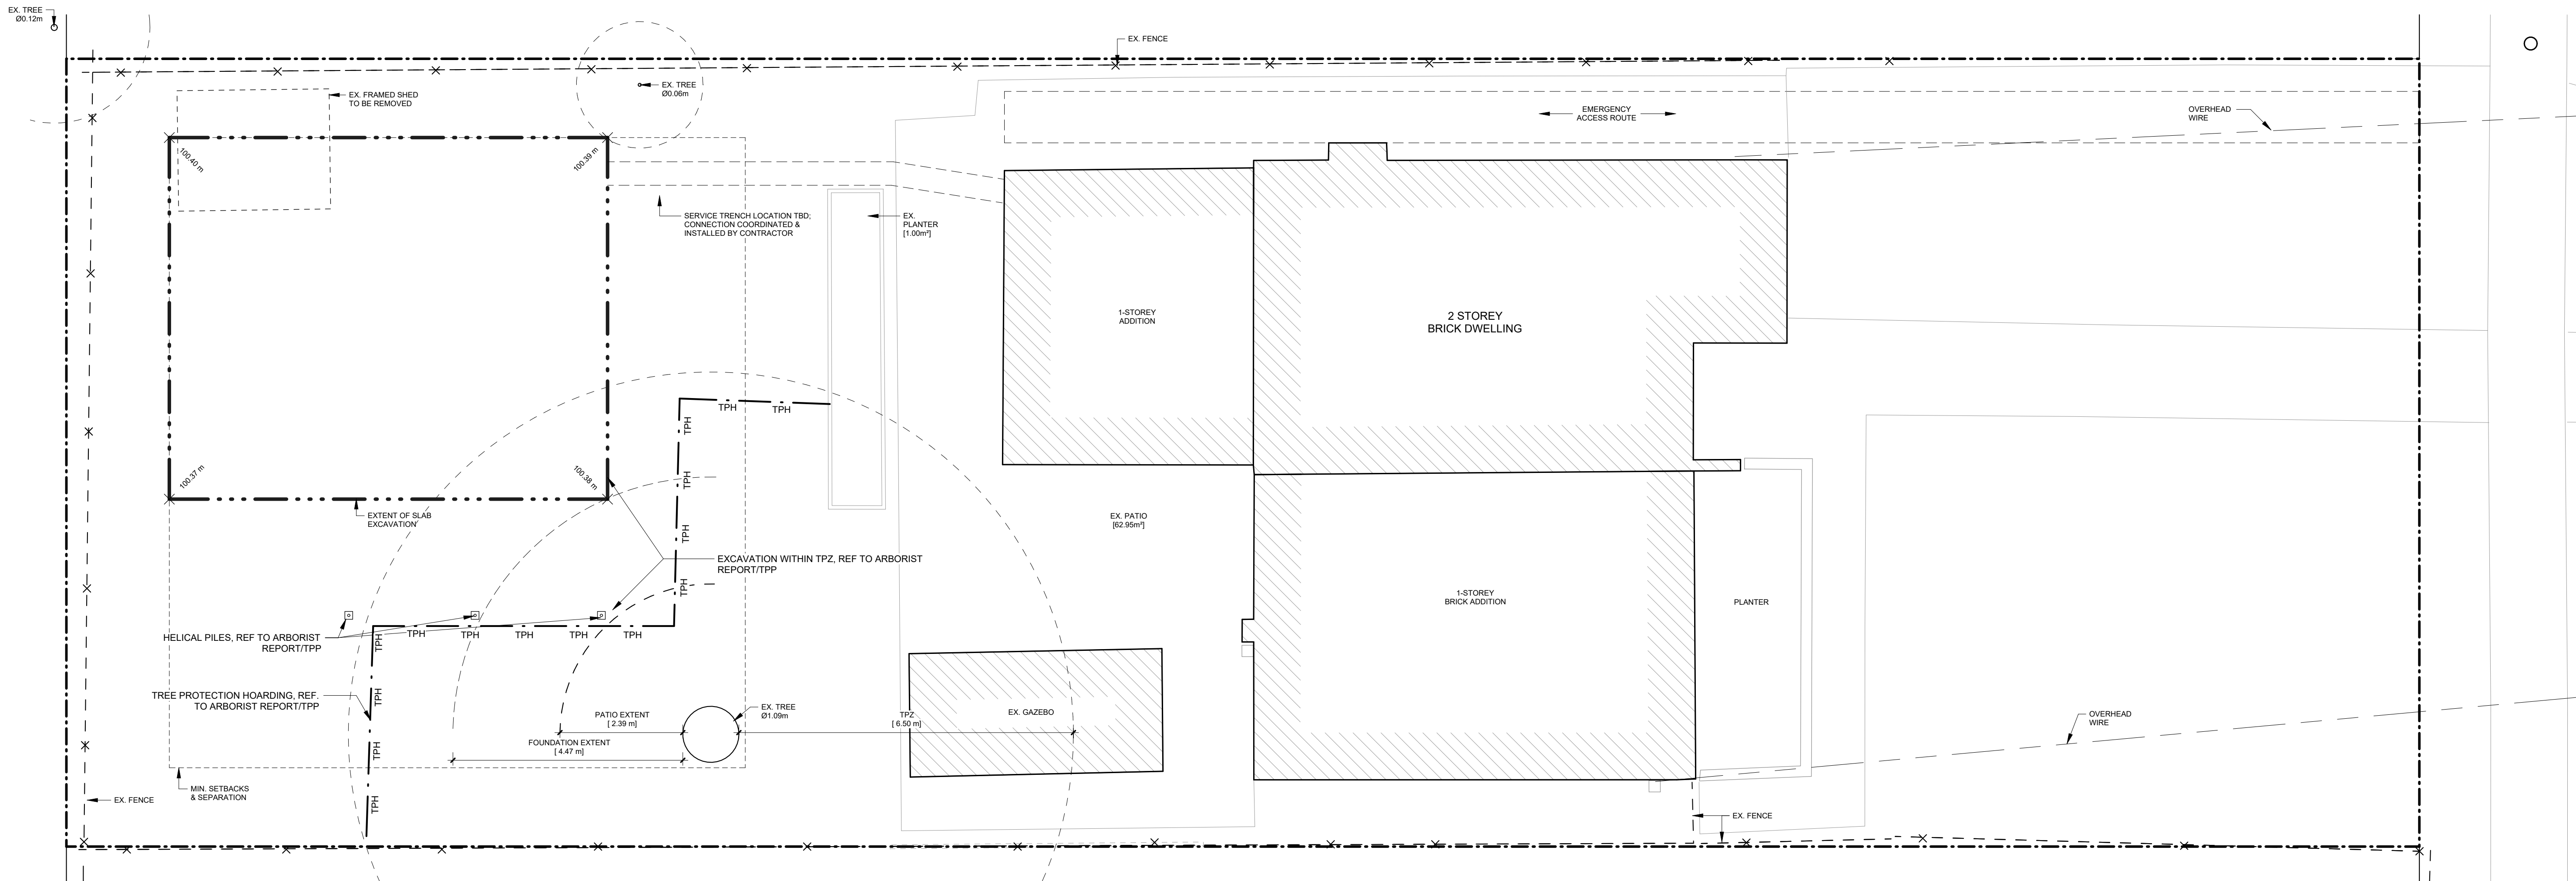 EX. TREE
Ø0.12m
EX. FENCE
EX. FRAMED SHED
TO BE REMOVED
EX. TREE
Ø0.06m
EMERGENCY
ACCESS ROUTE
OVERHEAD
WIRE
100.40 m
100.39 m
SERVICE TRENCH LOCATION TBD;
CONNECTION COORDINATED &
INSTALLED BY CONTRACTOR
EX.
PLANTER
[1.00m²]
1-STOREY
ADDITION
2 STOREY
BRICK DWELLING
TPH
TPH
TPH
TPH
TPH
TPH
100.37 m
100.38 m
EXTENT OF SLAB
EXCAVATION
EX. PATIO
[62.95m²]
EXCAVATION WITHIN TPZ, REF TO ARBORIST
REPORT/TPP
1-STOREY
BRICK ADDITION
PLANTER
HELICAL PILES, REF TO ARBORIST
REPORT/TPP
TPH
TPH
TPH
TPH
TPH
TPH
TPH
TPH
TPH
TREE PROTECTION HOARDING, REF.
TO ARBORIST REPORT/TPP
PATIO EXTENT
[ 2.39 m]
EX. TREE
Ø1.09m
TPZ
[ 6.50 m]
EX. GAZEBO
OVERHEAD
WIRE
FOUNDATION EXTENT
[ 4.47 m]
MIN. SETBACKS
& SEPARATION
EX. FENCE
EX. FENCE